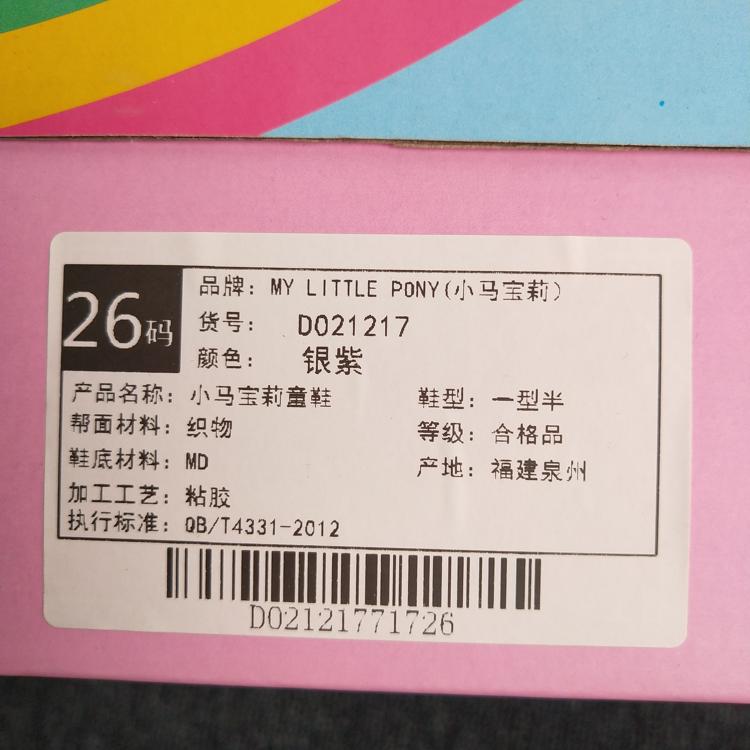 26码
品牌：MY LITTLE PONY(小马宝莉)
货号：D021217
颜色：银紫
产品名称：小马宝莉童鞋 鞋型：一型半
帮面材料：织物 等级：合格品
鞋底材料：MD 产地：福建泉州
加工工艺：粘胶
执行标准：QB/T4331-2012
D02121771726